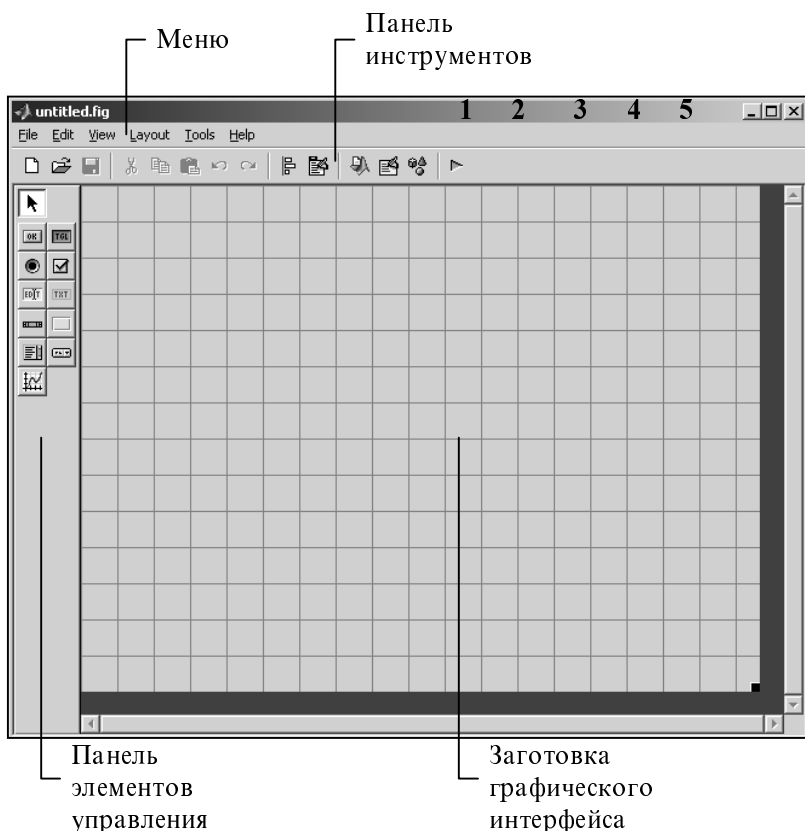 Меню
Панель
инструментов
untitled.fig
1 2 3 4 5
File Edit View Layout Tools Help
OK TGL
EDIT TXT
Панель
элементов
управления
Заготовка
графического
интерфейса